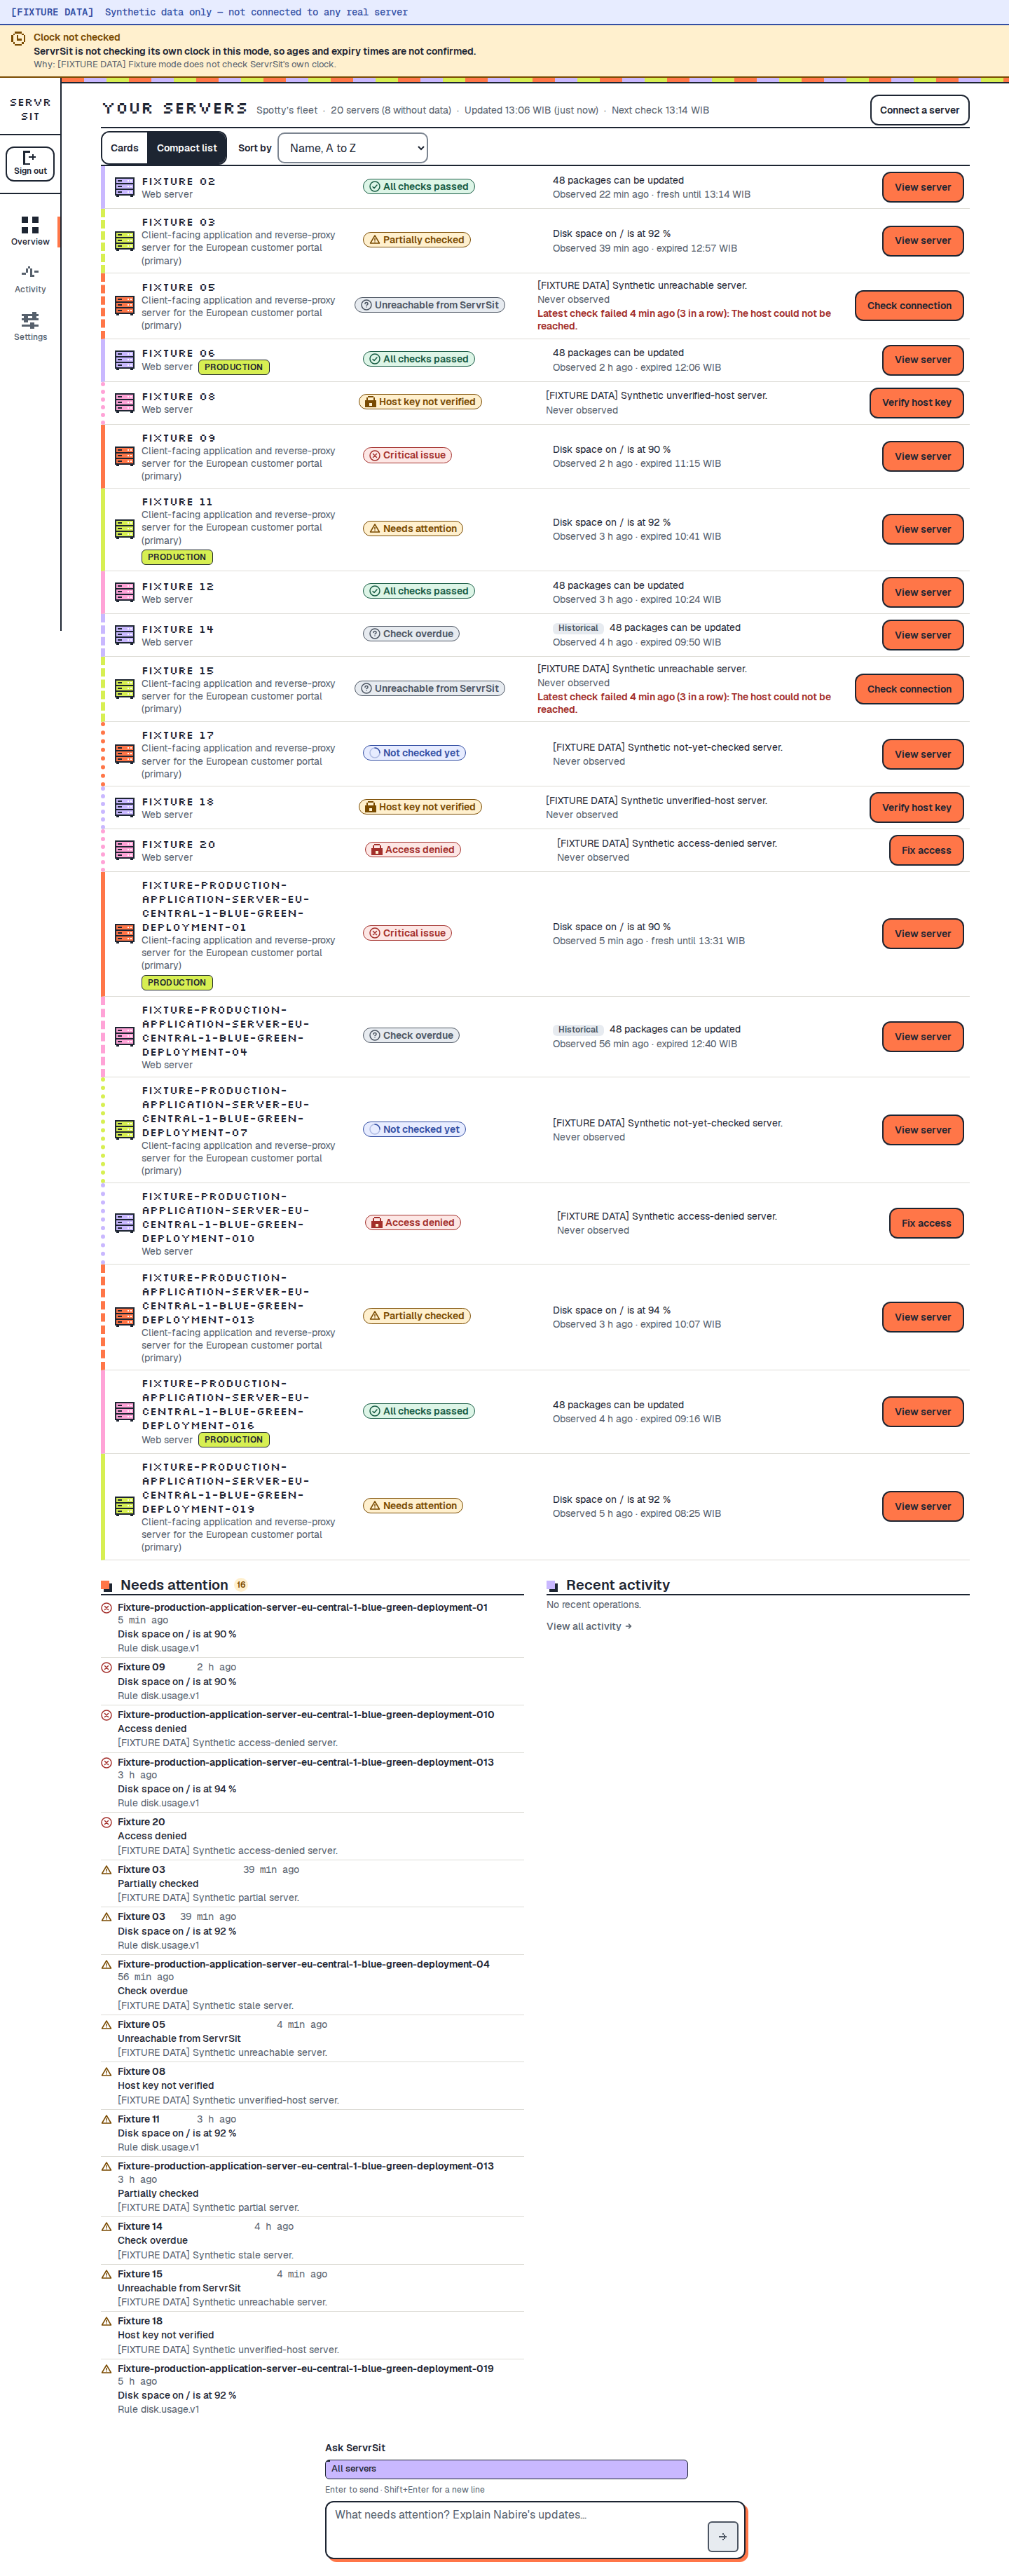 [FIXTURE DATA] Synthetic data only — not connected to any real server
Clock not checked
ServrSit is not checking its own clock in this mode, so ages and expiry times are not confirmed.
Why: [FIXTURE DATA] Fixture mode does not check ServrSit's own clock.
SERVR
SIT
Sign out
Overview
Activity
Settings
YOUR SERVERS Spotty's fleet · 20 servers (8 without data) · Updated 13:06 WIB (just now) · Next check 13:14 WIB
Connect a server
Cards Compact list Sort by Name, A to Z
FIXTURE 02
Web server
All checks passed
48 packages can be updated
Observed 22 min ago · fresh until 13:14 WIB
View server
FIXTURE 03
Client-facing application and reverse-proxy
server for the European customer portal
(primary)
Partially checked
Disk space on / is at 92 %
Observed 39 min ago · expired 12:57 WIB
View server
FIXTURE 05
Client-facing application and reverse-proxy
server for the European customer portal
(primary)
Unreachable from ServrSit
[FIXTURE DATA] Synthetic unreachable server.
Never observed
Latest check failed 4 min ago (3 in a row): The host could not be
reached.
Check connection
FIXTURE 06
Web server PRODUCTION
All checks passed
48 packages can be updated
Observed 2 h ago · expired 12:06 WIB
View server
FIXTURE 08
Web server
Host key not verified
[FIXTURE DATA] Synthetic unverified-host server.
Never observed
Verify host key
FIXTURE 09
Client-facing application and reverse-proxy
server for the European customer portal
(primary)
Critical issue
Disk space on / is at 90 %
Observed 2 h ago · expired 11:15 WIB
View server
FIXTURE 11
Client-facing application and reverse-proxy
server for the European customer portal
(primary)
PRODUCTION
Needs attention
Disk space on / is at 92 %
Observed 3 h ago · expired 10:41 WIB
View server
FIXTURE 12
Web server
All checks passed
48 packages can be updated
Observed 3 h ago · expired 10:24 WIB
View server
FIXTURE 14
Web server
Check overdue
Historical 48 packages can be updated
Observed 4 h ago · expired 09:50 WIB
View server
FIXTURE 15
Client-facing application and reverse-proxy
server for the European customer portal
(primary)
Unreachable from ServrSit
[FIXTURE DATA] Synthetic unreachable server.
Never observed
Latest check failed 4 min ago (3 in a row): The host could not be
reached.
Check connection
FIXTURE 17
Client-facing application and reverse-proxy
server for the European customer portal
(primary)
Not checked yet
[FIXTURE DATA] Synthetic not-yet-checked server.
Never observed
View server
FIXTURE 18
Web server
Host key not verified
[FIXTURE DATA] Synthetic unverified-host server.
Never observed
Verify host key
FIXTURE 20
Web server
Access denied
[FIXTURE DATA] Synthetic access-denied server.
Never observed
Fix access
FIXTURE-PRODUCTION-
APPLICATION-SERVER-EU-
CENTRAL-1-BLUE-GREEN-
DEPLOYMENT-01
Client-facing application and reverse-proxy
server for the European customer portal
(primary)
PRODUCTION
Critical issue
Disk space on / is at 90 %
Observed 5 min ago · fresh until 13:31 WIB
View server
FIXTURE-PRODUCTION-
APPLICATION-SERVER-EU-
CENTRAL-1-BLUE-GREEN-
DEPLOYMENT-04
Web server
Check overdue
Historical 48 packages can be updated
Observed 56 min ago · expired 12:40 WIB
View server
FIXTURE-PRODUCTION-
APPLICATION-SERVER-EU-
CENTRAL-1-BLUE-GREEN-
DEPLOYMENT-07
Client-facing application and reverse-proxy
server for the European customer portal
(primary)
Not checked yet
[FIXTURE DATA] Synthetic not-yet-checked server.
Never observed
View server
FIXTURE-PRODUCTION-
APPLICATION-SERVER-EU-
CENTRAL-1-BLUE-GREEN-
DEPLOYMENT-010
Web server
Access denied
[FIXTURE DATA] Synthetic access-denied server.
Never observed
Fix access
FIXTURE-PRODUCTION-
APPLICATION-SERVER-EU-
CENTRAL-1-BLUE-GREEN-
DEPLOYMENT-013
Client-facing application and reverse-proxy
server for the European customer portal
(primary)
Partially checked
Disk space on / is at 94 %
Observed 3 h ago · expired 10:07 WIB
View server
FIXTURE-PRODUCTION-
APPLICATION-SERVER-EU-
CENTRAL-1-BLUE-GREEN-
DEPLOYMENT-016
Web server PRODUCTION
All checks passed
48 packages can be updated
Observed 4 h ago · expired 09:16 WIB
View server
FIXTURE-PRODUCTION-
APPLICATION-SERVER-EU-
CENTRAL-1-BLUE-GREEN-
DEPLOYMENT-019
Client-facing application and reverse-proxy
server for the European customer portal
(primary)
Needs attention
Disk space on / is at 92 %
Observed 5 h ago · expired 08:25 WIB
View server
Needs attention 16
Fixture-production-application-server-eu-central-1-blue-green-deployment-01
5 min ago
Disk space on / is at 90 %
Rule disk.usage.v1
Fixture 09 2 h ago
Disk space on / is at 90 %
Rule disk.usage.v1
Fixture-production-application-server-eu-central-1-blue-green-deployment-010
Access denied
[FIXTURE DATA] Synthetic access-denied server.
Fixture-production-application-server-eu-central-1-blue-green-deployment-013
3 h ago
Disk space on / is at 94 %
Rule disk.usage.v1
Fixture 20
Access denied
[FIXTURE DATA] Synthetic access-denied server.
Fixture 03 39 min ago
Partially checked
[FIXTURE DATA] Synthetic partial server.
Fixture 03 39 min ago
Disk space on / is at 92 %
Rule disk.usage.v1
Fixture-production-application-server-eu-central-1-blue-green-deployment-04
56 min ago
Check overdue
[FIXTURE DATA] Synthetic stale server.
Fixture 05 4 min ago
Unreachable from ServrSit
[FIXTURE DATA] Synthetic unreachable server.
Fixture 08
Host key not verified
[FIXTURE DATA] Synthetic unverified-host server.
Fixture 11 3 h ago
Disk space on / is at 92 %
Rule disk.usage.v1
Fixture-production-application-server-eu-central-1-blue-green-deployment-013
3 h ago
Partially checked
[FIXTURE DATA] Synthetic partial server.
Fixture 14 4 h ago
Check overdue
[FIXTURE DATA] Synthetic stale server.
Fixture 15 4 min ago
Unreachable from ServrSit
[FIXTURE DATA] Synthetic unreachable server.
Fixture 18
Host key not verified
[FIXTURE DATA] Synthetic unverified-host server.
Fixture-production-application-server-eu-central-1-blue-green-deployment-019
5 h ago
Disk space on / is at 92 %
Rule disk.usage.v1
Recent activity
No recent operations.
View all activity →
Ask ServrSit
All servers
Enter to send · Shift+Enter for a new line
What needs attention? Explain Nabire's updates...